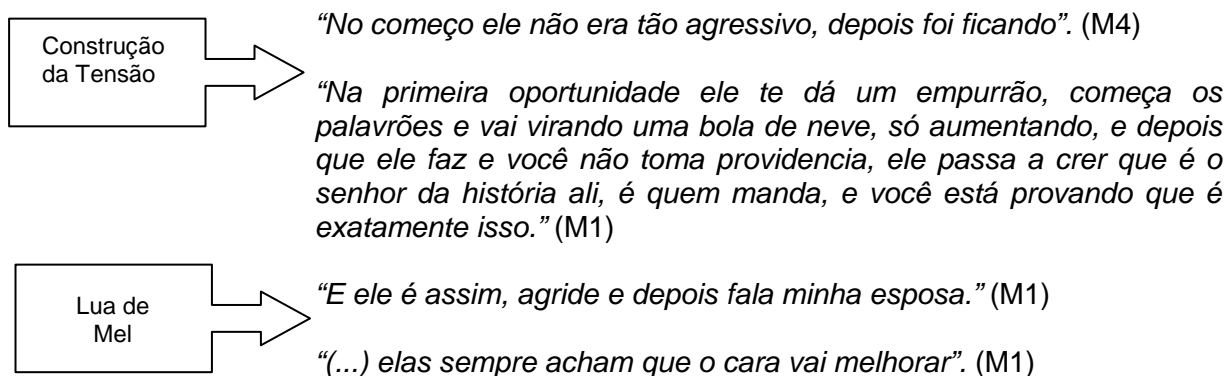 Construção
da Tensão
“No começo ele não era tão agressivo, depois foi ficando”. (M4)
“Na primeira oportunidade ele te dá um empurrão, começa os
palavrões e vai virando uma bola de neve, só aumentando, e depois
que ele faz e você não toma providencia, ele passa a crer que é o
senhor da história ali, é quem manda, e você está provando que é
exatamente isso.” (M1)
Lua de
Mel
“E ele é assim, agride e depois fala minha esposa.” (M1)
“(...) elas sempre acham que o cara vai melhorar”. (M1)